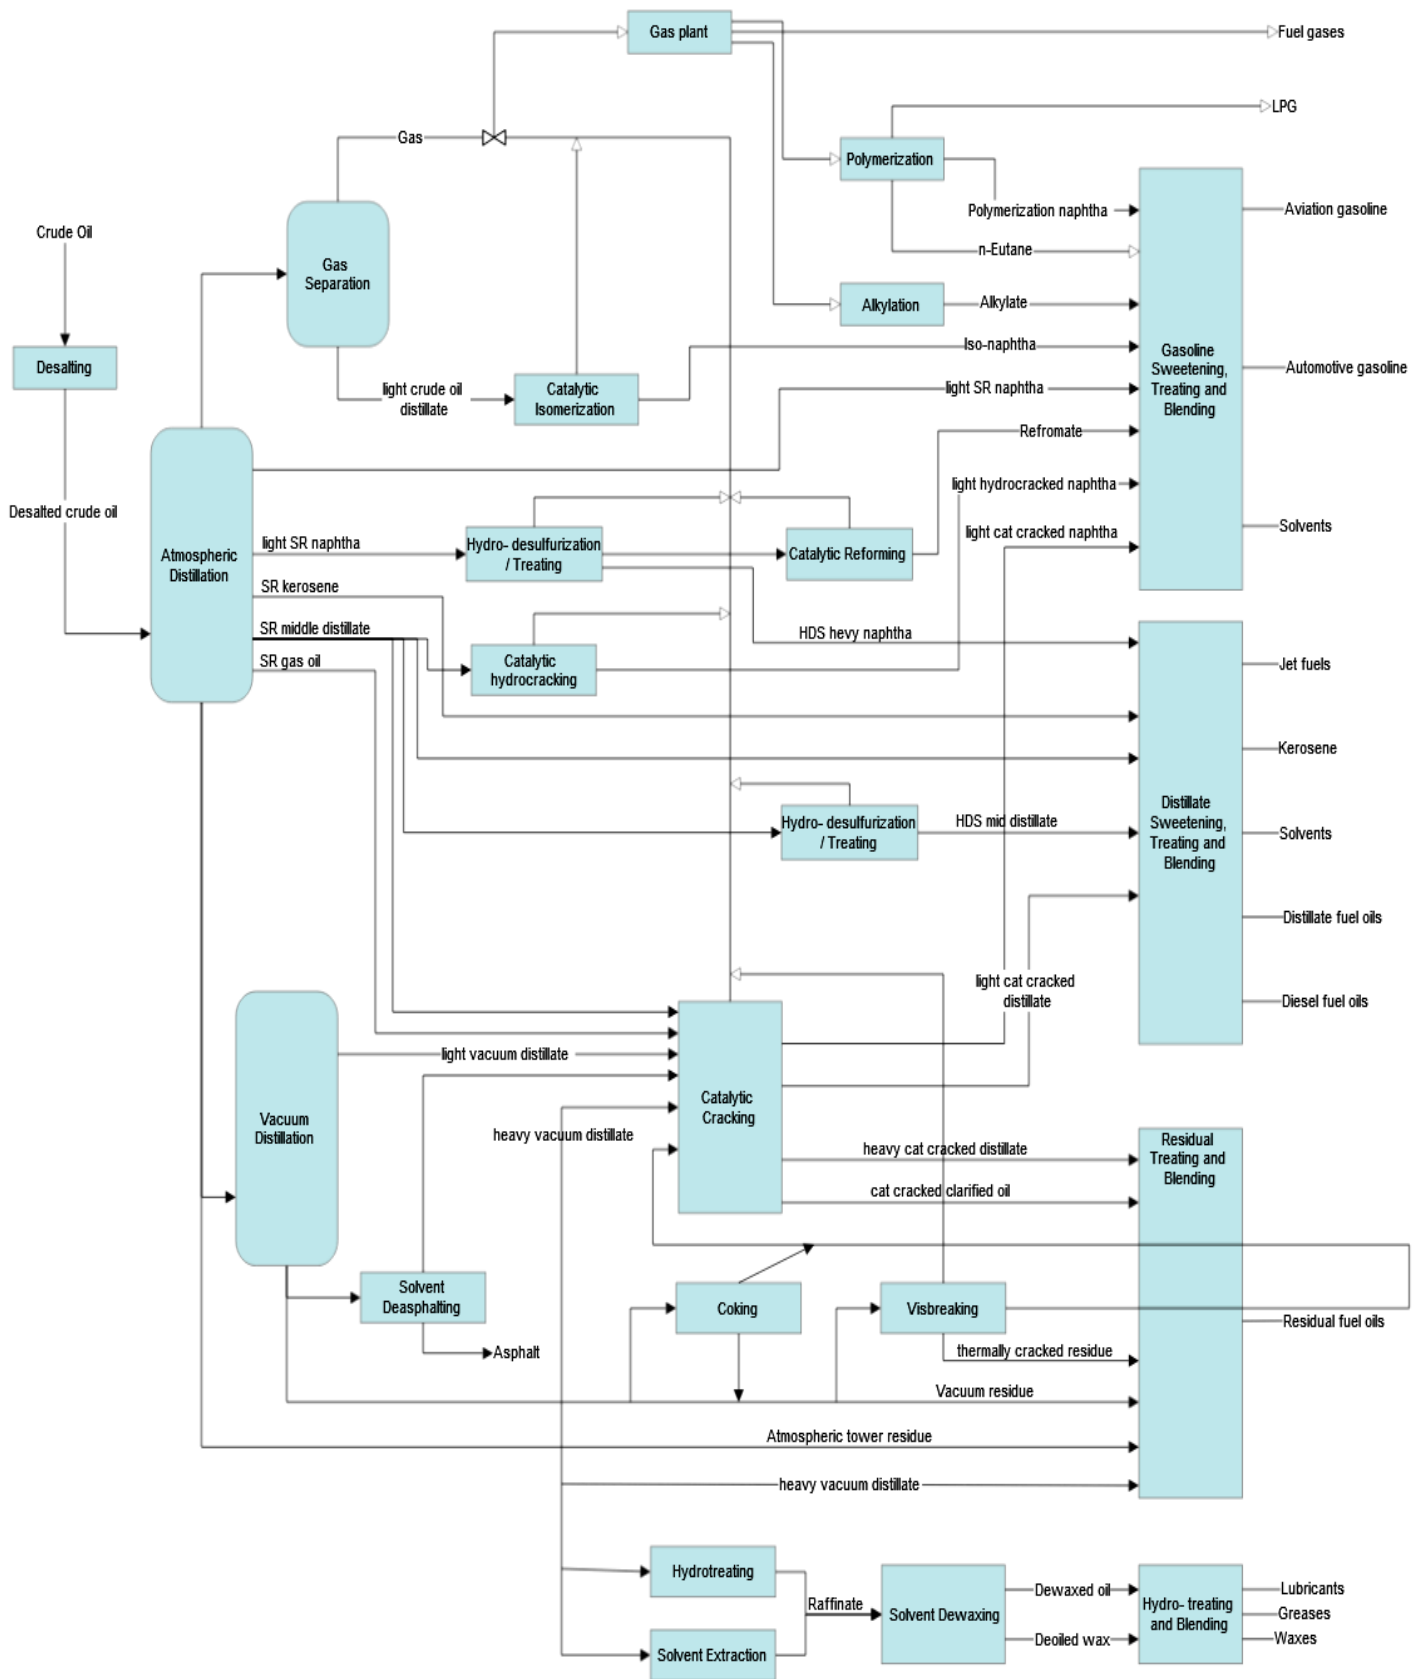 Gas plant
Fuel gases
LPG
Gas
Polymerization
Polymerization naphtha
Aviation gasoline
Crude Oil
n-Eutane
Gas
Separation
Alkylation
Alkylate
Desalting
Iso-naphtha
Gasoline
Sweetening,
Treating and
Blending
Automotive gasoline
light crude oil
distillate
Catalytic
Isomerization
light SR naphtha
Refromate
light hydrocracked naphtha
Desalted crude oil
light cat cracked naphtha
Solvents
Atmospheric
Distillation
light SR naphtha
Hydro- desulfurization
/ Treating
Catalytic Reforming
SR kerosene
SR middle distillate
HDS hevy naphtha
SR gas oil
Catalytic
hydrocracking
Jet fuels
Kerosene
Hydro- desulfurization
/ Treating
HDS mid distillate
Distillate
Sweetening,
Treating and
Blending
Solvents
Distillate fuel oils
light cat cracked
distillate
Diesel fuel oils
light vacuum distillate
Catalytic
Cracking
Vacuum
Distillation
heavy vacuum distillate
Residual
Treating and
Blending
heavy cat cracked distillate
cat cracked clarified oil
Solvent
Deasphalting
Coking
Visbreaking
Residual fuel oils
Asphalt
thermally cracked residue
Vacuum residue
Atmospheric tower residue
heavy vacuum distillate
Hydrotreating
Raffinate
Solvent Dewaxing
Dewaxed oil
Deoiled wax
Hydro- treating
and Blending
Lubricants
Greases
Waxes
Solvent Extraction